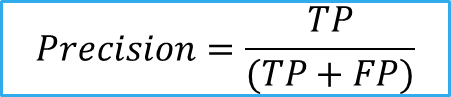 Precision = TP / (TP + FP)